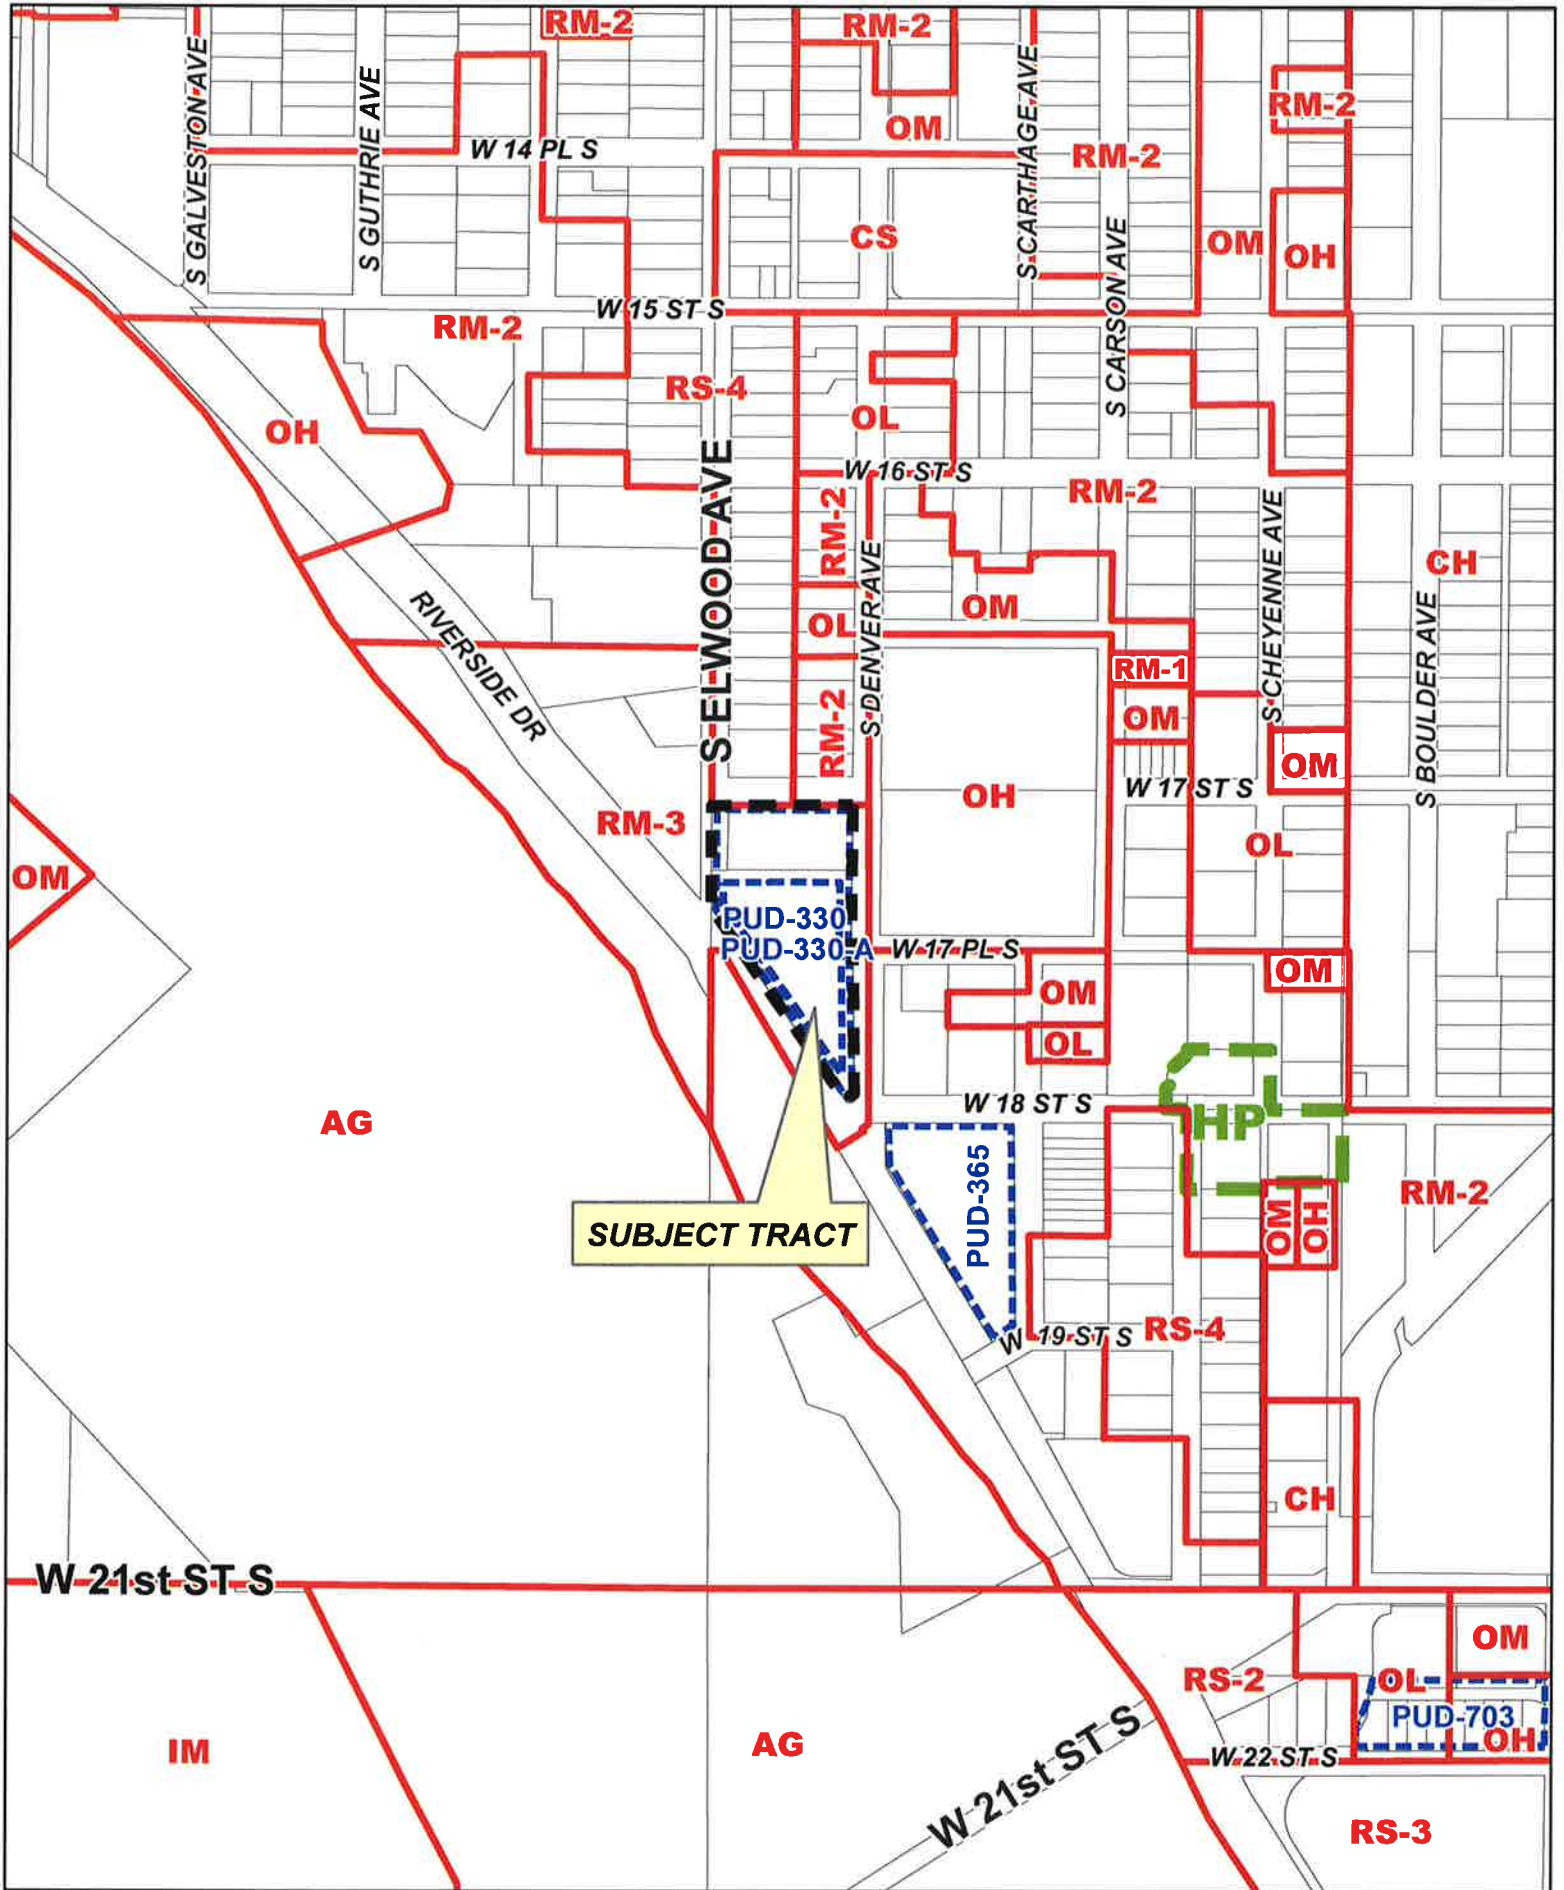 RM-2
RM-2
S GALVESTON AVE
S GUTHRIE AVE
S CARTHAGE AVE
RM-2
OM
W 14 PL S
RM-2
CS
OM
OH
S CARSON AVE
W 15 ST S
RM-2
RS-4
OL
OH
W 16 ST S
RM-2
RM-2
S ELWOOD AVE
S DENVER AVE
S CHEYENNE AVE
CH
S BOULDER AVE
OM
OL
RIVERSIDE DR
RM-1
RM-2
OM
OM
W 17 ST S
OH
RM-3
OL
OM
PUD-330
PUD-330-A
W 17 PL S
OM
OM
OL
W 18 ST S
HP
AG
PUD-365
RM-2
OM
OH
SUBJECT TRACT
W 19 ST S
RS-4
CH
W 21st ST S
OM
RS-2
OL
PUD-703
OH
IM
AG
W 21st ST S
W 22 ST S
RS-3